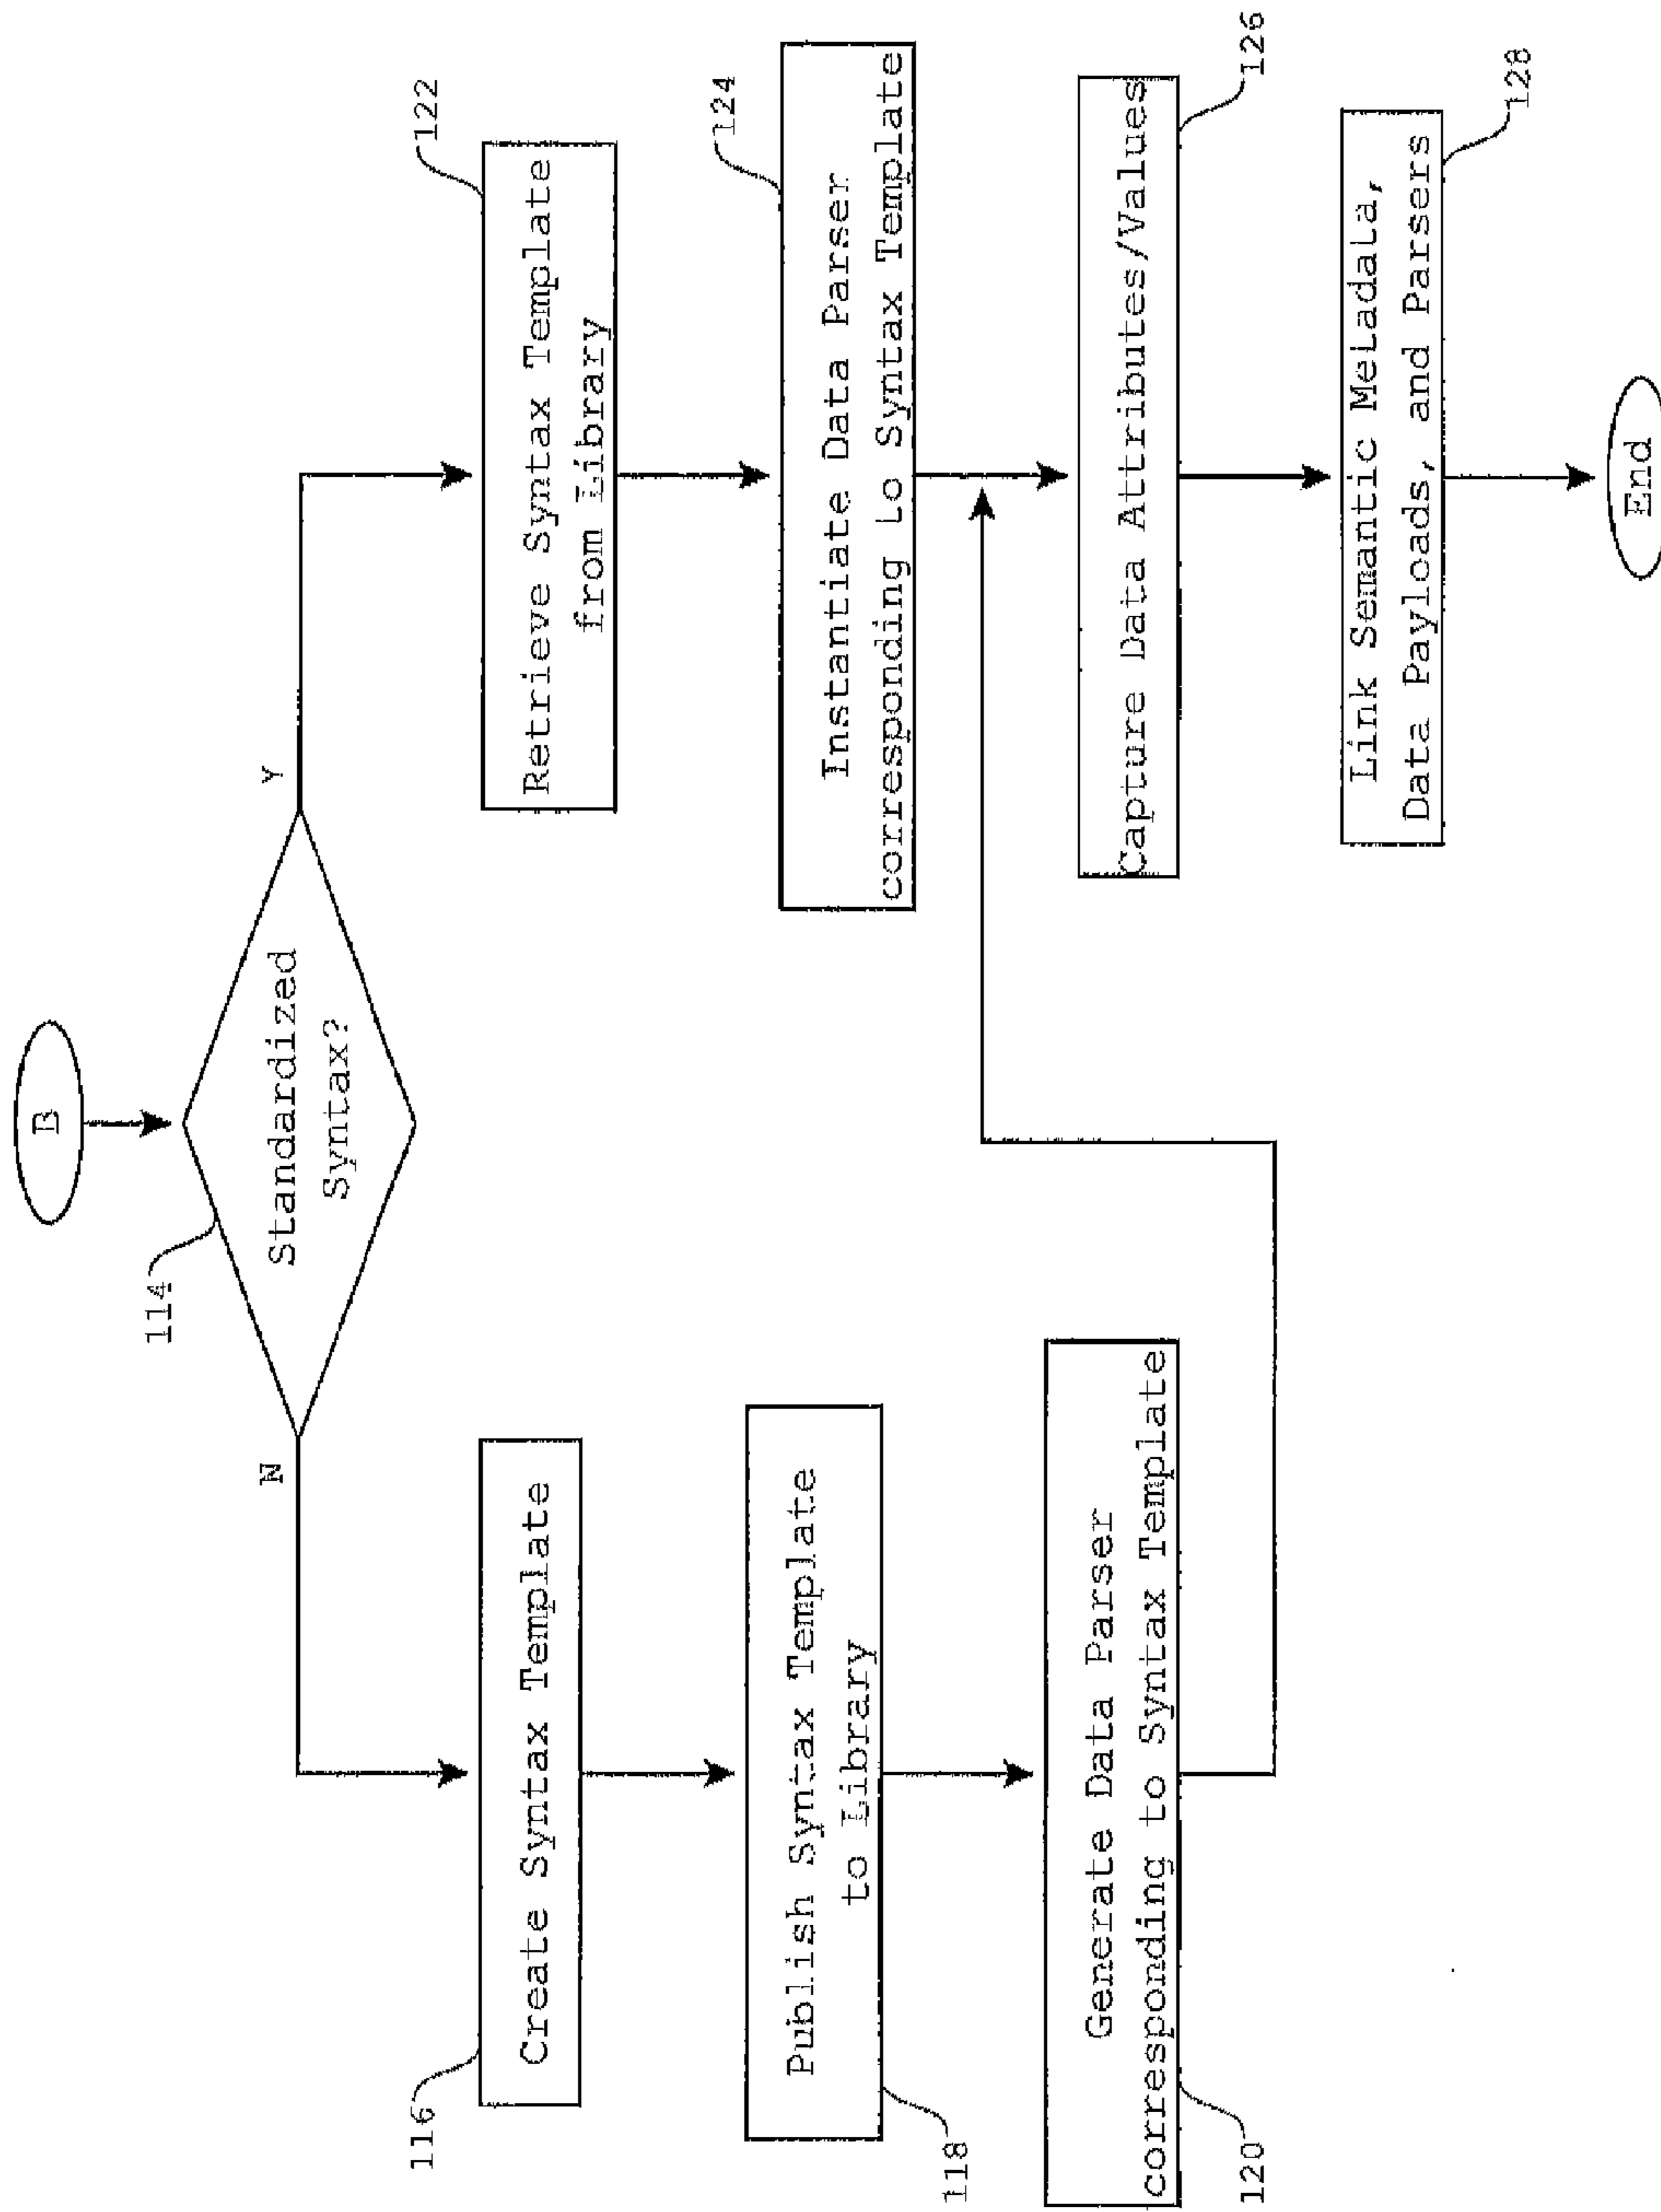 B
114
Standardized
Syntax?
N
Y
116
Create Syntax Template
118
Publish Syntax Template
to Library
120
Generate Data Parser
corresponding to Syntax Template
122
Retrieve Syntax Template
from Library
124
Instantiate Data Parser
corresponding to Syntax Template
126
Capture Data Attributes/Values
128
Link Semantic Metadata,
Data Payloads, and Parsers
End